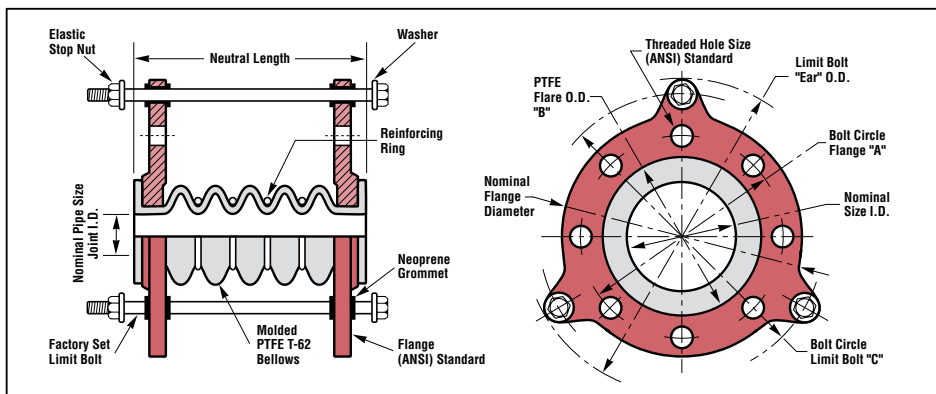 Elastic
Stop Nut
Neutral Length
Washer
Reinforcing
Ring
Nominal Pipe Size
Joint I.D.
Neoprene
Grommet
Factory Set
Limit Bolt
Molded
PTFE T-62
Bellows
Flange
(ANSI) Standard
Threaded Hole Size
(ANSI) Standard
Limit Bolt
"Ear" O.D.
PTFE
Flare O.D.
"B"
Bolt Circle
Flange "A"
Nominal
Flange
Diameter
Nominal
Size I.D.
Bolt Circle
Limit Bolt "C"